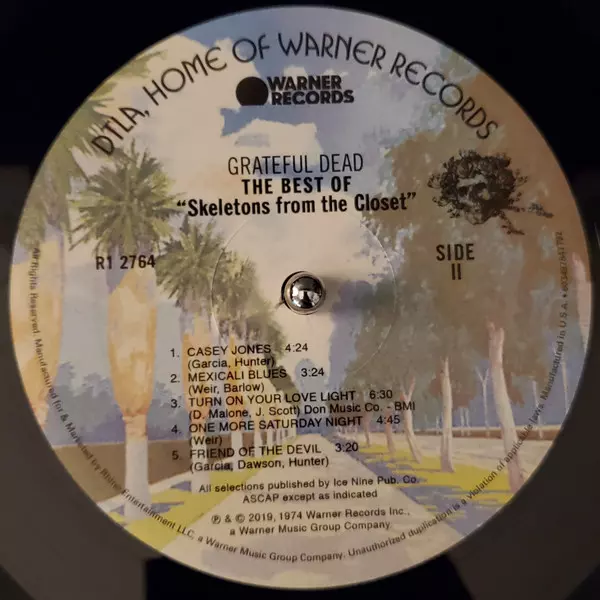 DTLA, HOME OF WARNER RECORDS
WARNER
RECORDS
GRATEFUL DEAD
THE BEST OF
"Skeletons from the Closet"
R1 2764
SIDE
II
1. CASEY JONES 4:24
(Garcia, Hunter)
2. MEXICALI BLUES 3:24
(Weir, Barlow)
3. TURN ON YOUR LOVE LIGHT 6:30
(D. Malone, J. Scott) Don Music Co. - BMI
4. ONE MORE SATURDAY NIGHT 4:45
(Weir)
5. FRIEND OF THE DEVIL 3:20
(Garcia, Dawson, Hunter)
All selections published by Ice Nine Pub. Co.
ASCAP except as indicated
℗ & © 2019, 1974 Warner Records Inc.,
a Warner Music Group Company.
All Rights Reserved. Manufactured for & Marketed by Rhino Entertainment LLC, a Warner Music Group Company. Unauthorized duplication is a violation of applicable law. • Manufactured in U.S.A. •